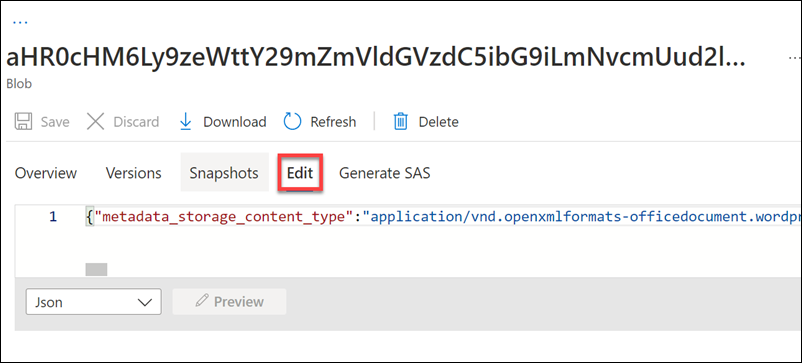 ...
aHR0cHM6Ly9zeWttY29mZmVldGVzdC5ibG9iLmNvcmUud2l...
Blob
Save Discard Download Refresh Delete
Overview Versions Snapshots Edit Generate SAS
1 {"metadata_storage_content_type":"application/vnd.openxmlformats-officedocument.wordpr
Json Preview